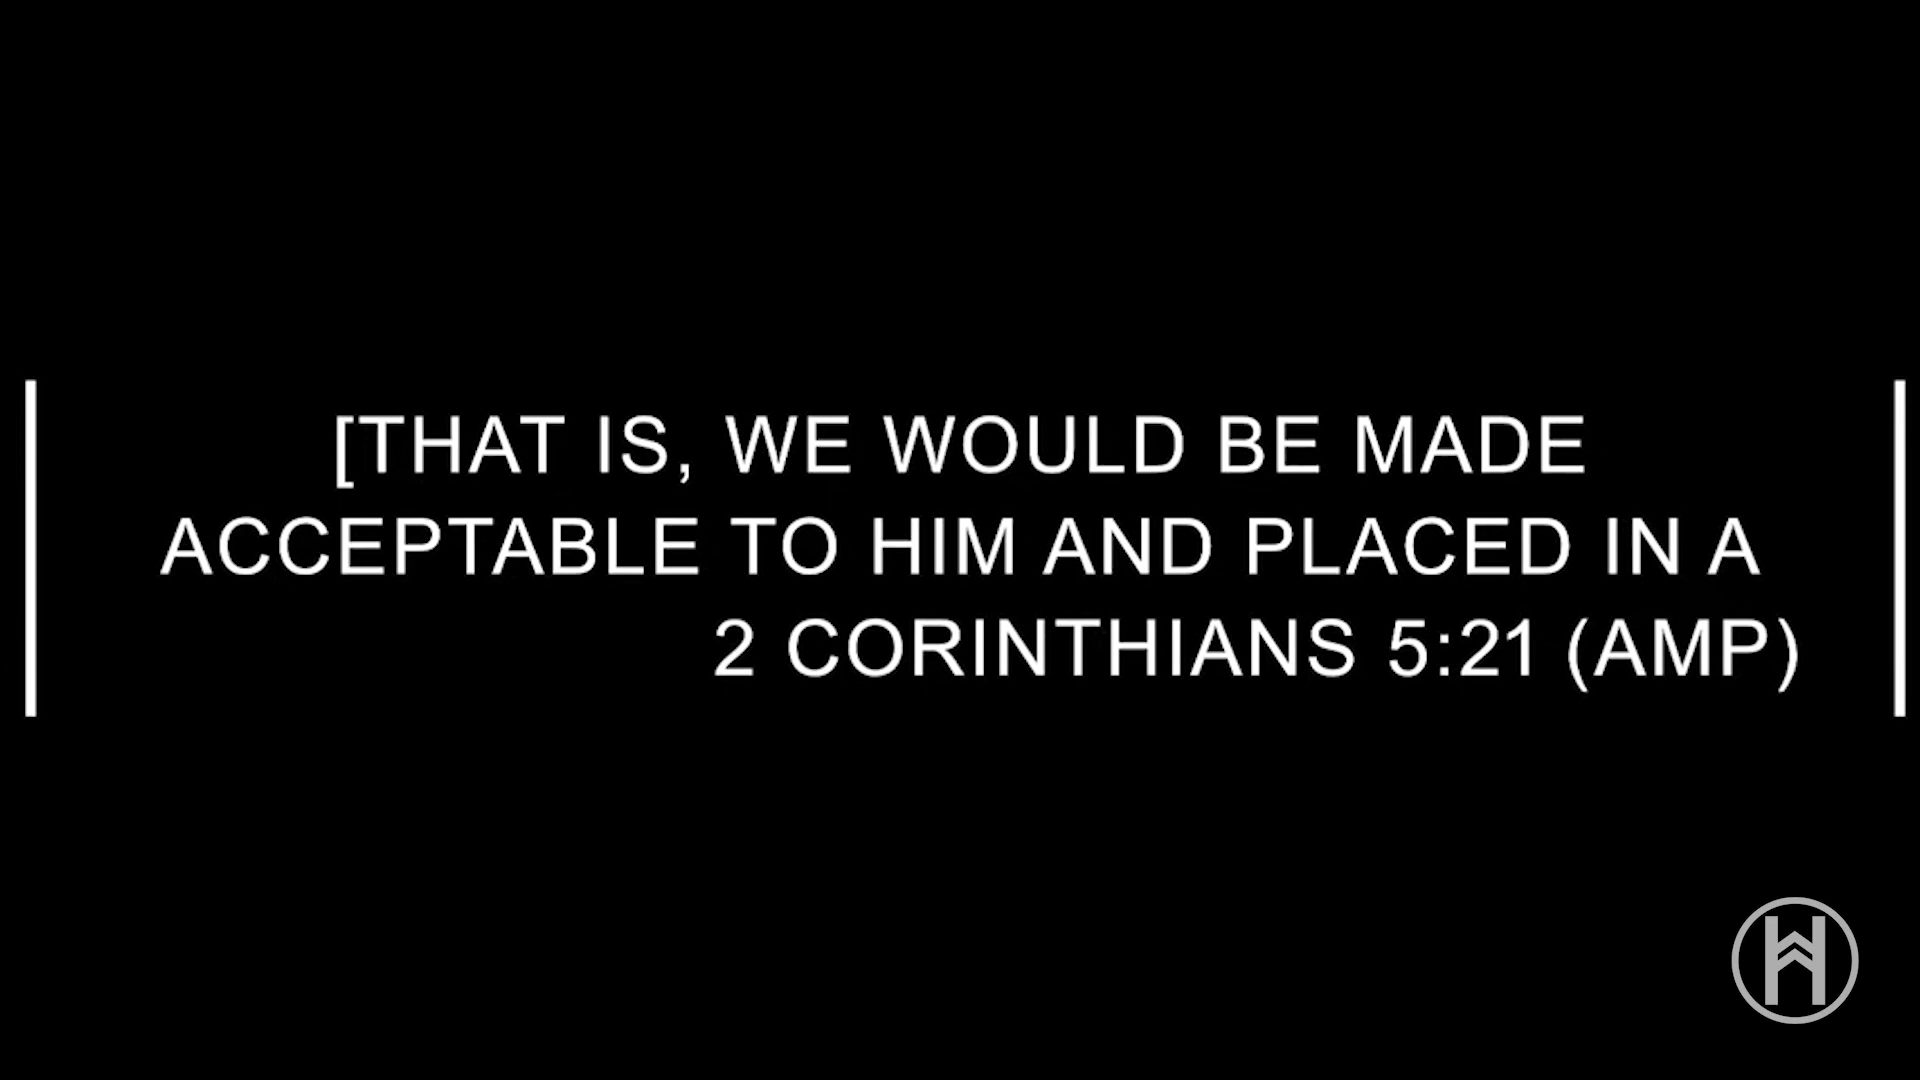 [THAT IS, WE WOULD BE MADE
ACCEPTABLE TO HIM AND PLACED IN A
2 CORINTHIANS 5:21 (AMP)